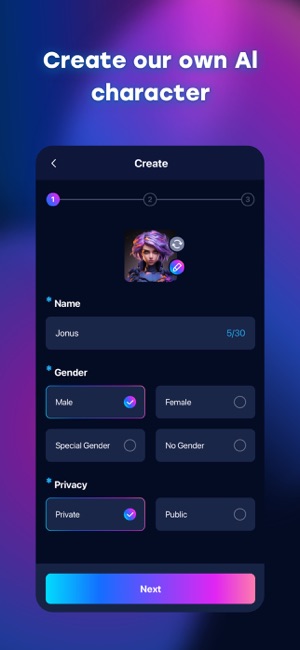 Create our own AI
character
Create
1 2 3
* Name
Jonus 5/30
* Gender
Male Female
Special Gender No Gender
* Privacy
Private Public
Next